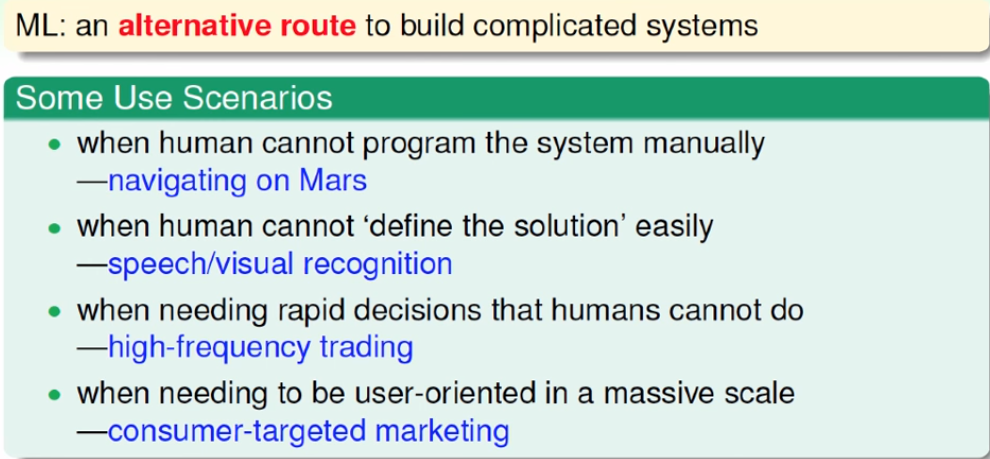 ML: an alternative route to build complicated systems
Some Use Scenarios
• when human cannot program the system manually
—navigating on Mars
• when human cannot ‘define the solution’ easily
—speech/visual recognition
• when needing rapid decisions that humans cannot do
—high-frequency trading
• when needing to be user-oriented in a massive scale
—consumer-targeted marketing